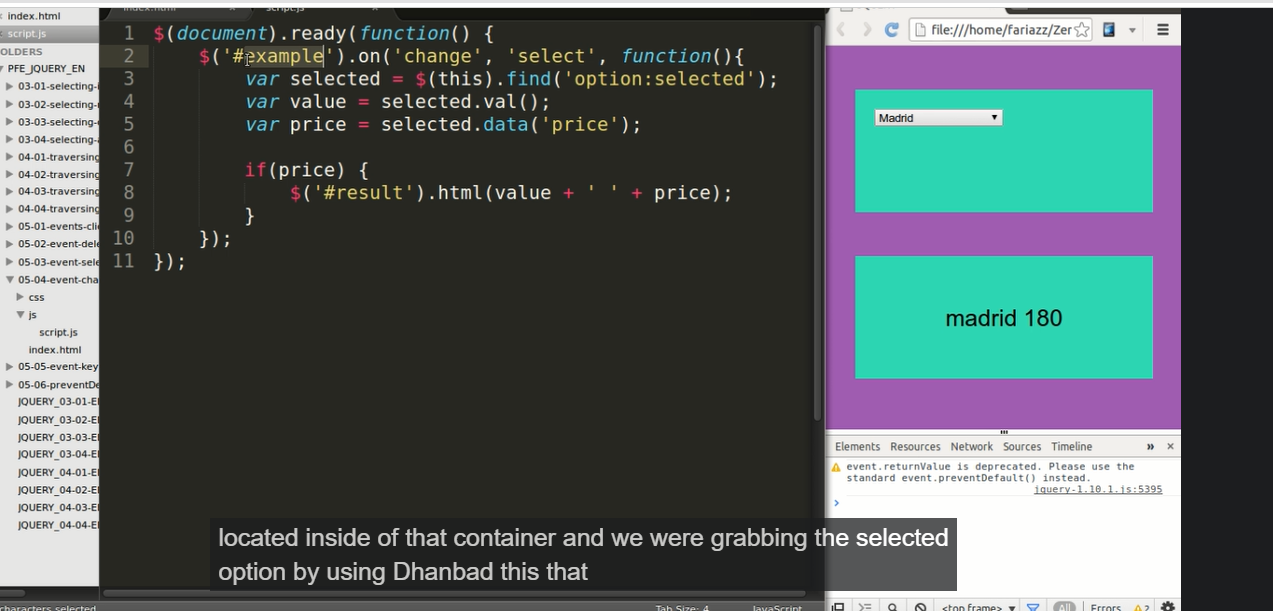 index.html
script.js
OLDERS
PFE_JQUERY_EN
03-01-selecting-
03-02-selecting-
03-03-selecting-
03-04-selecting-
04-01-traversing
04-02-traversing
04-03-traversing
04-04-traversing
05-01-events-cli
05-02-event-dele
05-03-event-sele
05-04-event-cha
css
js
script.js
index.html
05-05-event-key
05-06-preventDe
JQUERY_03-01-E
JQUERY_03-02-E
JQUERY_03-03-E
JQUERY_03-04-E
JQUERY_04-01-E
JQUERY_04-02-E
JQUERY_04-03-E
JQUERY_04-04-E
index.html
script.js
1 $(document).ready(function() {
2 $('#example').on('change', 'select', function(){
3 var selected = $(this).find('option:selected');
4 var value = selected.val();
5 var price = selected.data('price');
6
7 if(price) {
8 $('#result').html(value + ' ' + price);
9 }
10 });
11 });
file:///home/fariazz/Zer
Madrid
madrid 180
Elements Resources Network Sources Timeline » ×
event.returnValue is deprecated. Please use the
standard event.preventDefault() instead.
jquery-1.10.1.js:5395
located inside of that container and we were grabbing the selected
option by using Dhanbad this that
characters selected
Tab Size: 4
JavaScript
<top frame>
All
Errors
2